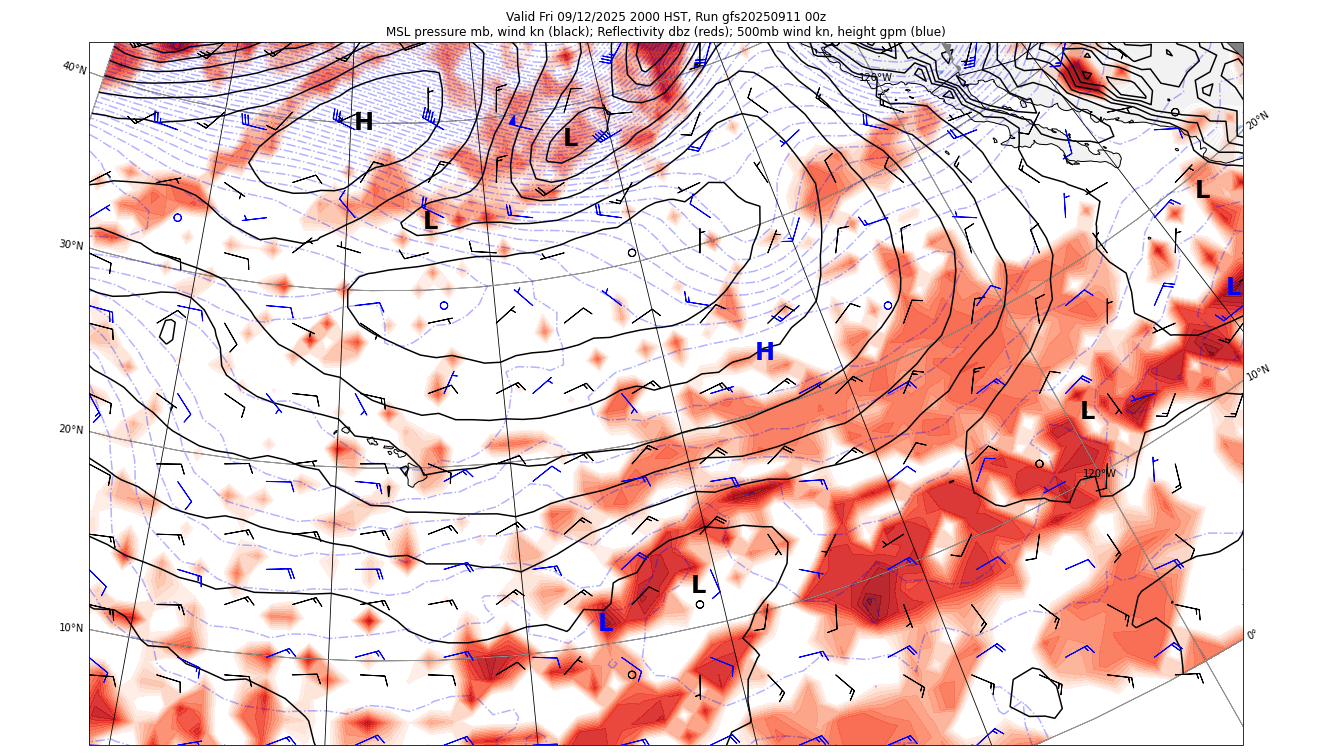 Valid Fri 09/12/2025 2000 HST, Run gfs20250911 00z
MSL pressure mb, wind kn (black); Reflectivity dbz (reds); 500mb wind kn, height gpm (blue)
40°N
120°W
20°N
H
L
L
L
30°N
L
H
10°N
L
20°N
120°W
L
L
10°N
0°